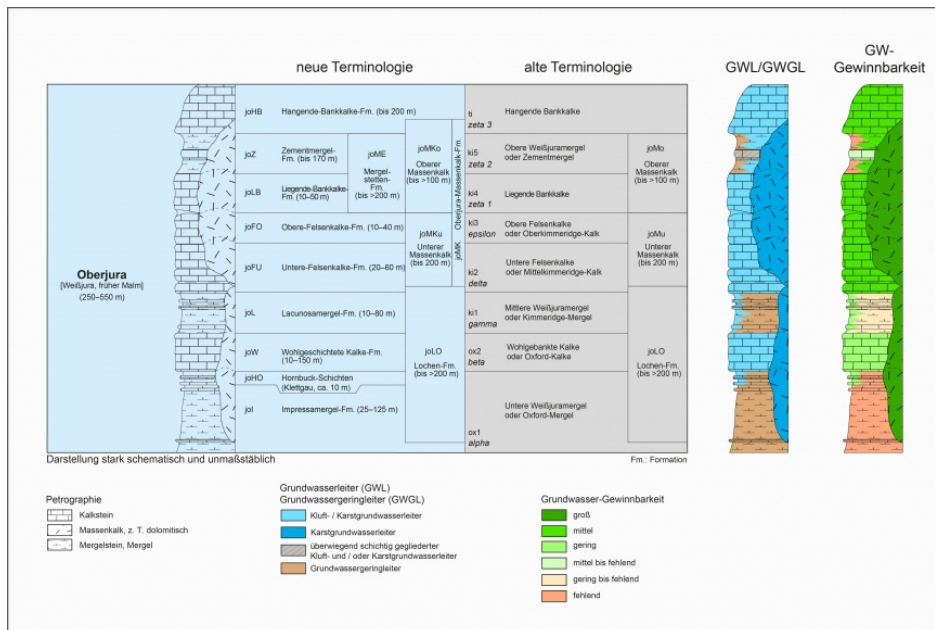 neue Terminologie
alte Terminologie
GWL/GWGL
GW-
Gewinnbarkeit
Oberjura
[Weißjura, früher Malm]
(250–550 m)
joHB
Hangende-Bankkalke-Fm. (bis 200 m)
joZ
Zementmergel-
Fm. (bis 170 m)
joLB
Liegende-Bankkalke-
Fm. (10–50 m)
joME
Mergel-
stetten-
Fm.
(bis >200 m)
joMKo
Oberer
Massenkalk
(bis >100 m)
joMK
Oberjura-Massenkalk-Fm.
joFO
Obere-Felsenkalke-Fm. (10–40 m)
joFU
Untere-Felsenkalke-Fm. (20–60 m)
joMKu
Unterer
Massenkalk
(bis 200 m)
joL
Lacunosamergel-Fm. (10–80 m)
joW
Wohlgeschichtete Kalke-Fm.
(10–150 m)
joHO
Hornbuck-Schichten
(Klettgau, ca. 10 m)
joI
Impressamergel-Fm. (25–125 m)
joLO
Lochen-Fm.
(bis >200 m)
ti
zeta 3
Hangende Bankkalke
ki5
zeta 2
Obere Weißjuramergel
oder Zementmergel
ki4
zeta 1
Liegende Bankkalke
joMo
Oberer
Massenkalk
(bis >100 m)
ki3
epsilon
Obere Felsenkalke
oder Oberkimmeridge-Kalk
ki2
delta
Untere Felsenkalke
oder Mittelkimmeridge-Kalk
joMu
Unterer
Massenkalk
(bis 200 m)
ki1
gamma
Mittlere Weißjuramergel
oder Kimmeridge-Mergel
ox2
beta
Wohlgebankte Kalke
oder Oxford-Kalke
ox1
alpha
Untere Weißjuramergel
oder Oxford-Mergel
joLO
Lochen-Fm.
(bis >200 m)
Darstellung stark schematisch und unmaßstäblich
Fm.: Formation
Petrographie
Kalkstein
Massenkalk, z. T. dolomitisch
Mergelstein, Mergel
Grundwasserleiter (GWL)
Grundwassergeringleiter (GWGL)
Kluft- / Karstgrundwasserleiter
Karstgrundwasserleiter
überwiegend schichtig gegliederter
Kluft- und / oder Karstgrundwasserleiter
Grundwassergeringleiter
Grundwasser-Gewinnbarkeit
groß
mittel
gering
mittel bis fehlend
gering bis fehlend
fehlend